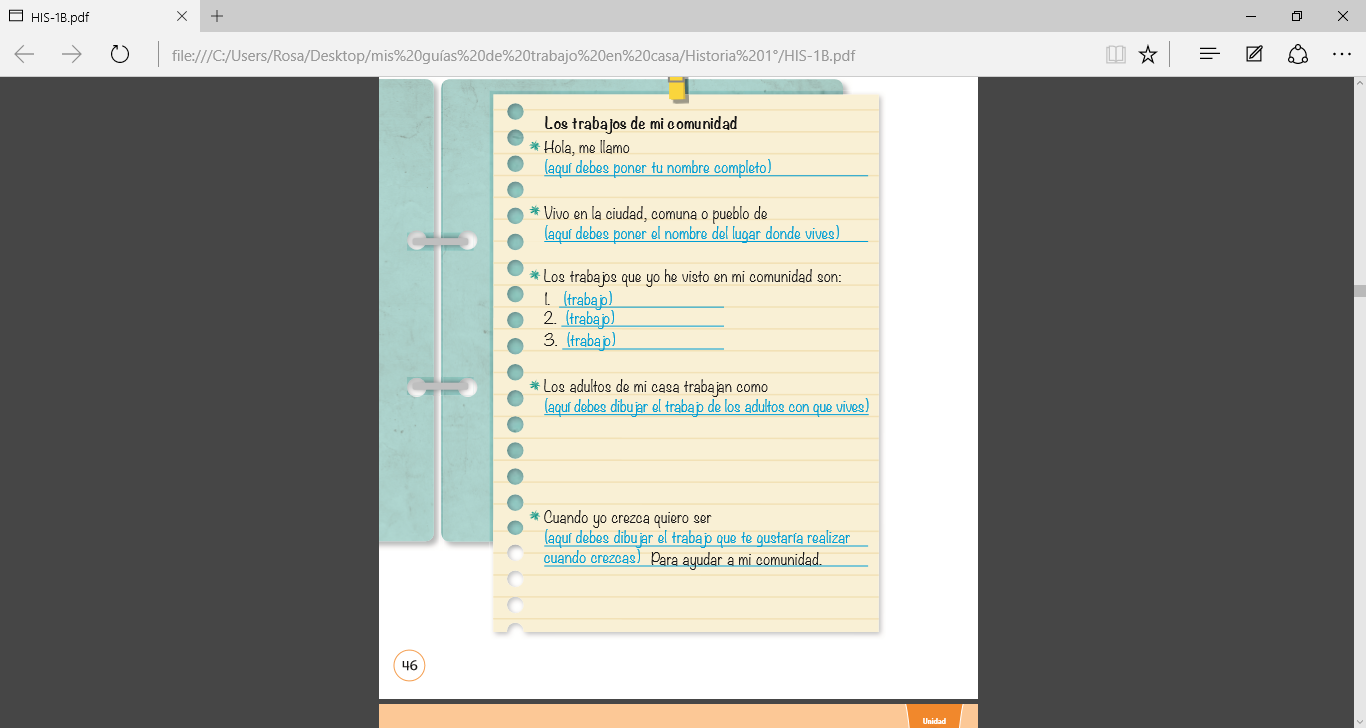 HIS-1B.pdf
file:///C:/Users/Rosa/Desktop/mis%20guías%20de%20trabajo%20en%20casa/Historia%201°/HIS-1B.pdf
Los trabajos de mi comunidad
* Hola, me llamo
(aquí debes poner tu nombre completo)
* Vivo en la ciudad, comuna o pueblo de
(aquí debes poner el nombre del lugar donde vives)
* Los trabajos que yo he visto en mi comunidad son:
1. (trabajo)
2. (trabajo)
3. (trabajo)
* Los adultos de mi casa trabajan como
(aquí debes dibujar el trabajo de los adultos con que vives)
* Cuando yo crezca quiero ser
(aquí debes dibujar el trabajo que te gustaría realizar
cuando crezcas) Para ayudar a mi comunidad.
46
Unidad